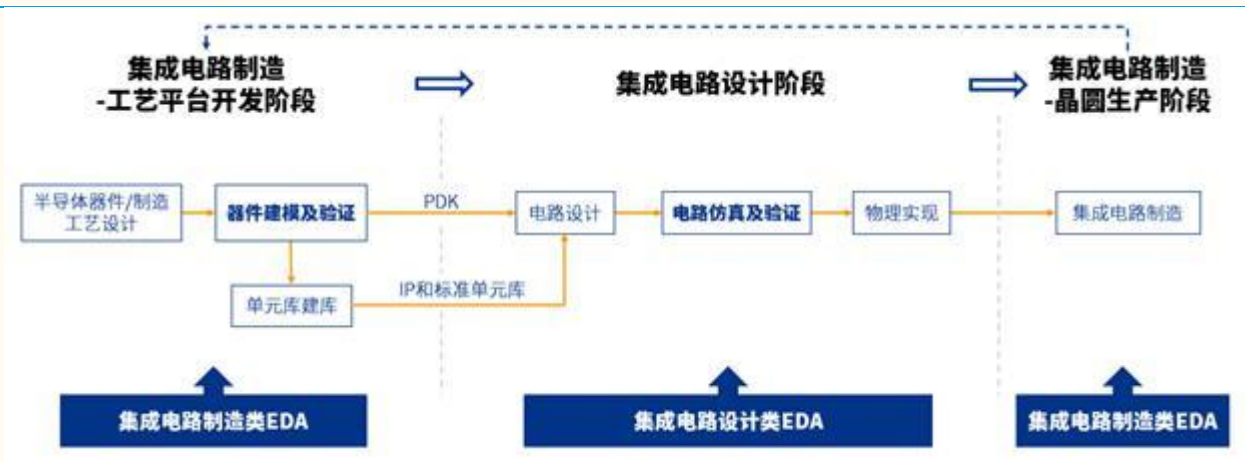 集成电路制造
-工艺平台开发阶段
集成电路设计阶段
集成电路制造
-晶圆生产阶段
半导体器件/制造
工艺设计
器件建模及验证
PDK
电路设计
电路仿真及验证
物理实现
集成电路制造
单元库建库
IP和标准单元库
集成电路制造类EDA
集成电路设计类EDA
集成电路制造类EDA